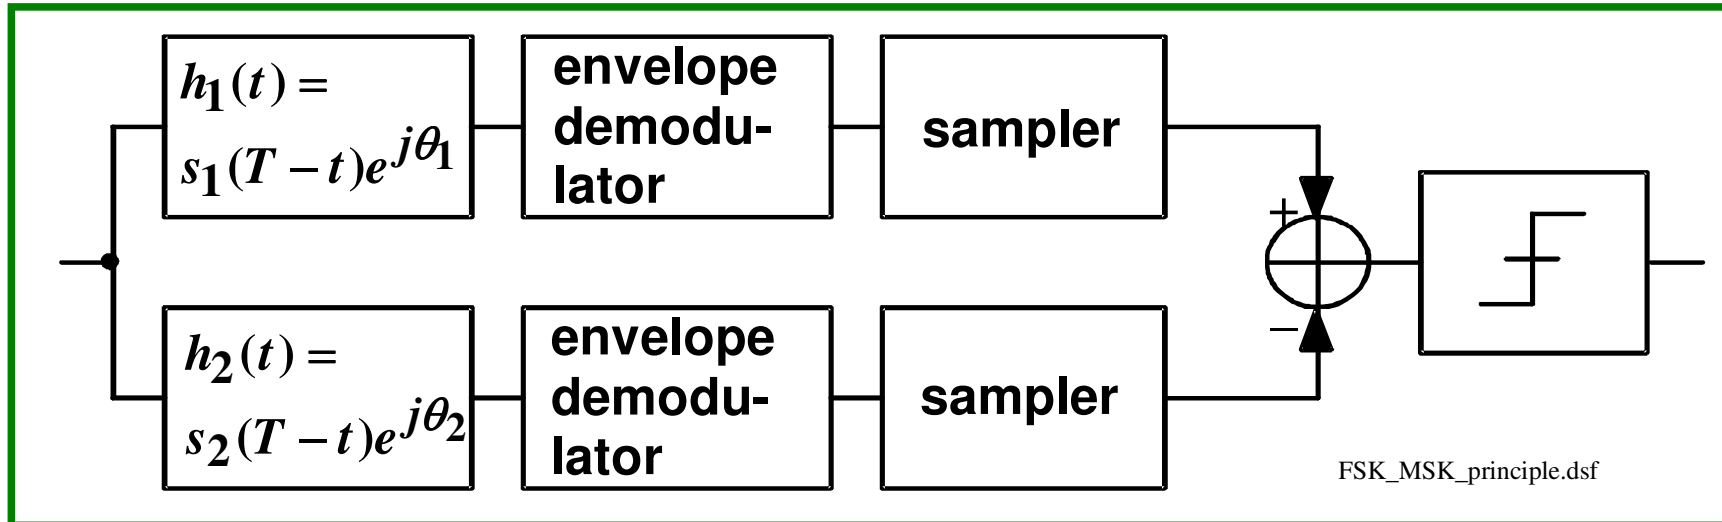 h₁(t) =
s₁(T − t)e^{jθ₁}
envelope
demodu-
lator
sampler
+
h₂(t) =
s₂(T − t)e^{jθ₂}
envelope
demodu-
lator
sampler
−
FSK_MSK_principle.dsf